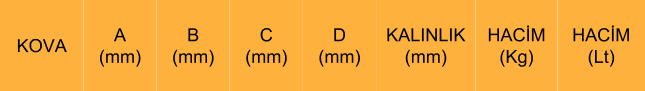 KOVA
A
(mm)
B
(mm)
C
(mm)
D
(mm)
KALINLIK
(mm)
HACİM
(Kg)
HACİM
(Lt)